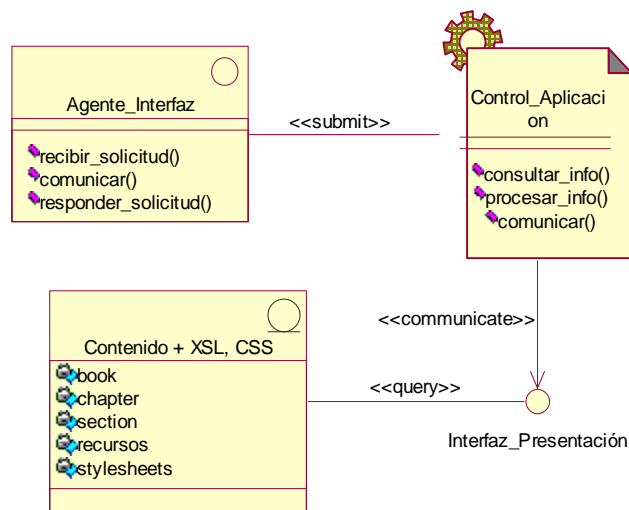 Agente_Interfaz
recibir_solicitud()
comunicar()
responder_solicitud()
<<submit>>
Control_Aplicaci
on
consultar_info()
procesar_info()
comunicar()
<<communicate>>
Contenido + XSL, CSS
book
chapter
section
recursos
stylesheets
<<query>>
Interfaz_Presentación